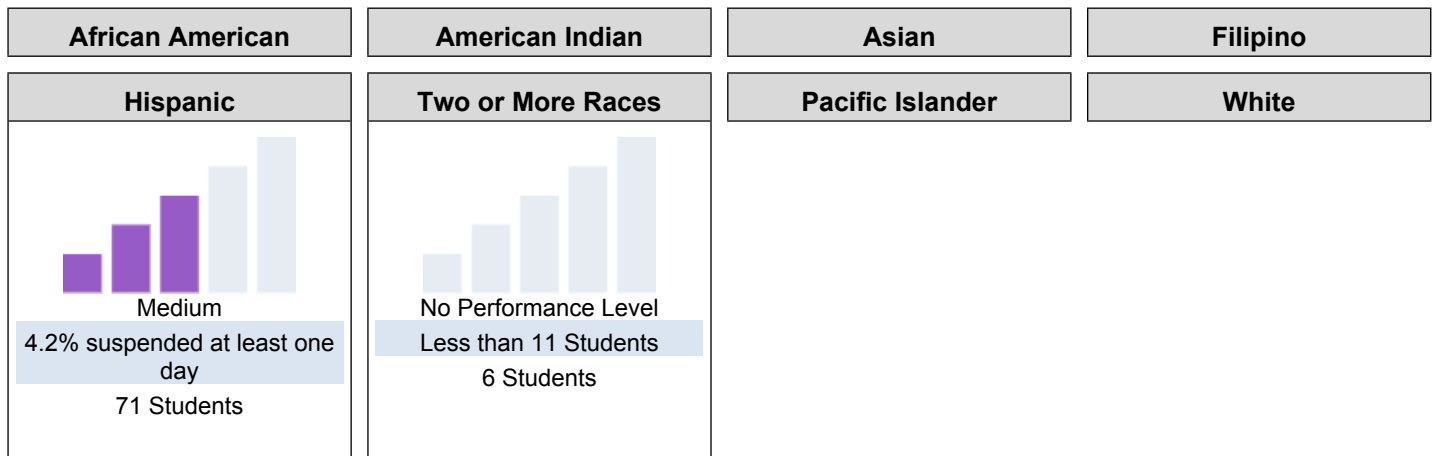 African American
American Indian
Asian
Filipino
Hispanic
Two or More Races
Pacific Islander
White
Medium
4.2% suspended at least one
day
71 Students
No Performance Level
Less than 11 Students
6 Students